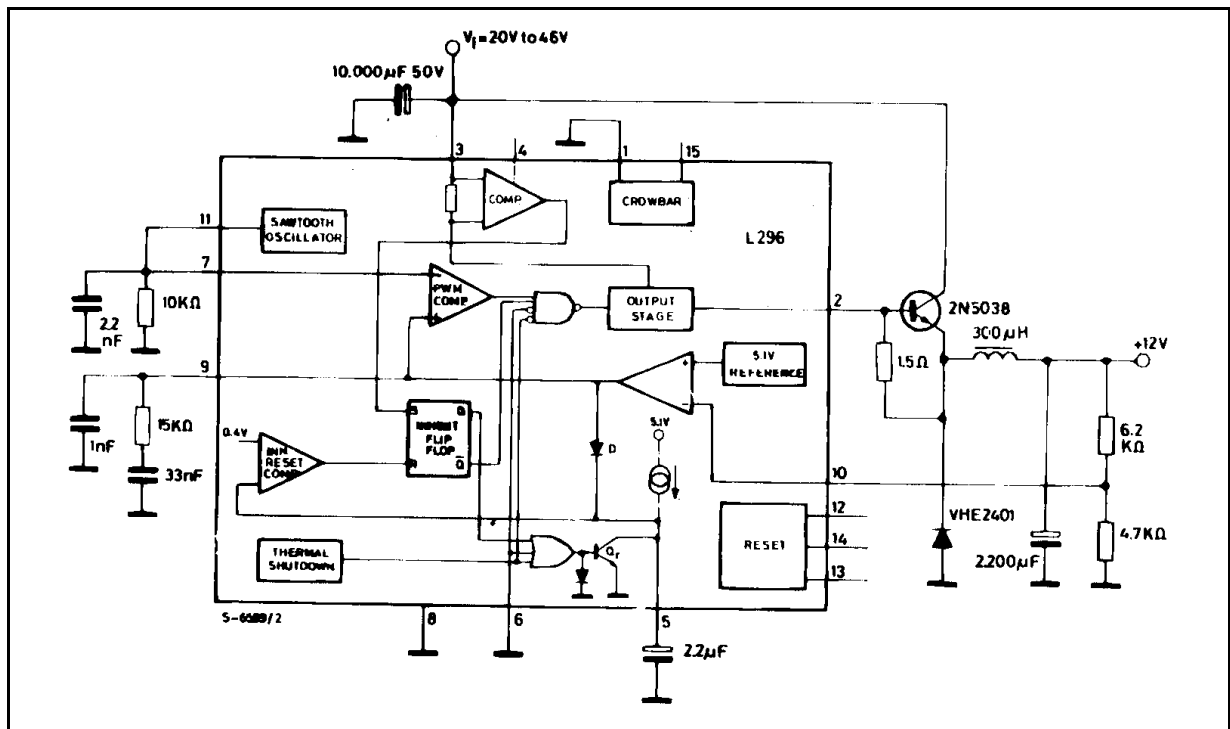 Vi=20V to 46V
10.000µF 50V
3
4
1
15
COMP
CROWBAR
11
SAWTOOTH
OSCILLATOR
L296
7
PWM
COMP
OUTPUT
STAGE
2
2N5038
300µH
+12V
10KΩ
2.2
nF
1.5Ω
5.1V
REFERENCE
+
-
9
S
Q
INHIBIT
FLIP
FLOP
R
Q
5.1V
D
6.2
KΩ
15KΩ
1nF
33nF
0.4V
INH
RESET
COMP
10
12
VHE2401
RESET
14
13
4.7KΩ
2.200µF
THERMAL
SHUTDOWN
Qr
S-6589/2
8
6
5
2.2µF